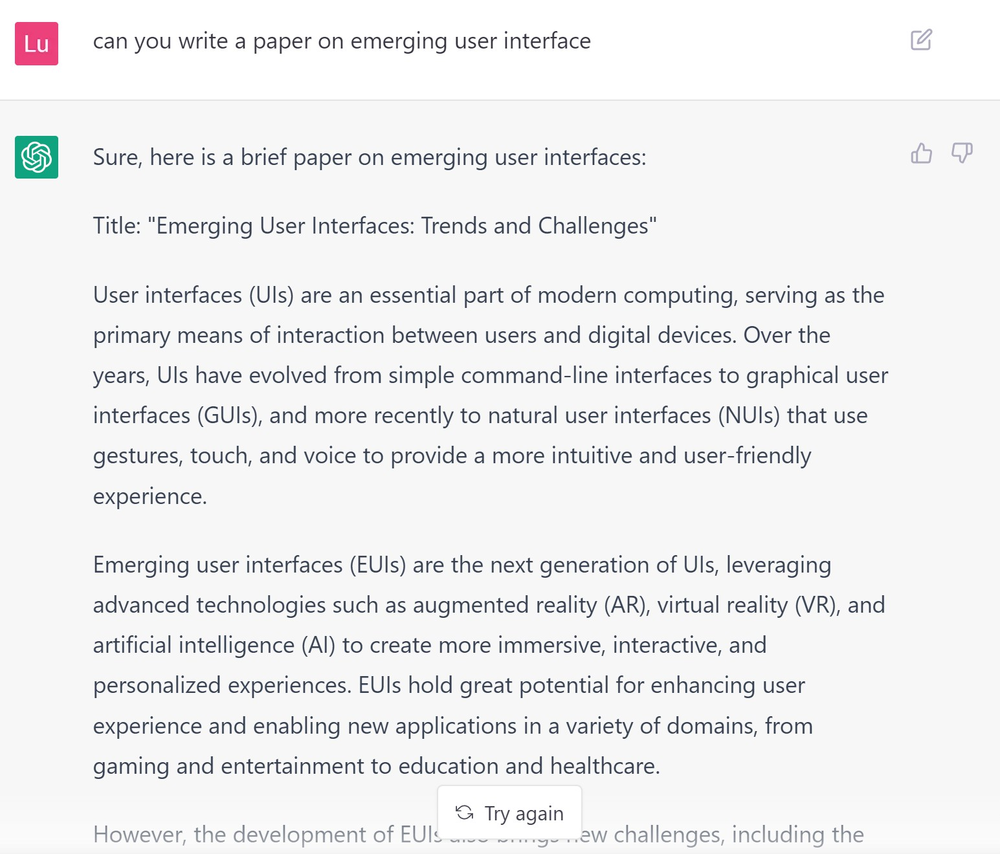 Lu
can you write a paper on emerging user interface
Sure, here is a brief paper on emerging user interfaces:
Title: "Emerging User Interfaces: Trends and Challenges"
User interfaces (UIs) are an essential part of modern computing, serving as the
primary means of interaction between users and digital devices. Over the
years, UIs have evolved from simple command-line interfaces to graphical user
interfaces (GUIs), and more recently to natural user interfaces (NUIs) that use
gestures, touch, and voice to provide a more intuitive and user-friendly
experience.
Emerging user interfaces (EUIs) are the next generation of UIs, leveraging
advanced technologies such as augmented reality (AR), virtual reality (VR), and
artificial intelligence (AI) to create more immersive, interactive, and
personalized experiences. EUIs hold great potential for enhancing user
experience and enabling new applications in a variety of domains, from
gaming and entertainment to education and healthcare.
Try again
However, the development of EUIs also brings new challenges, including the